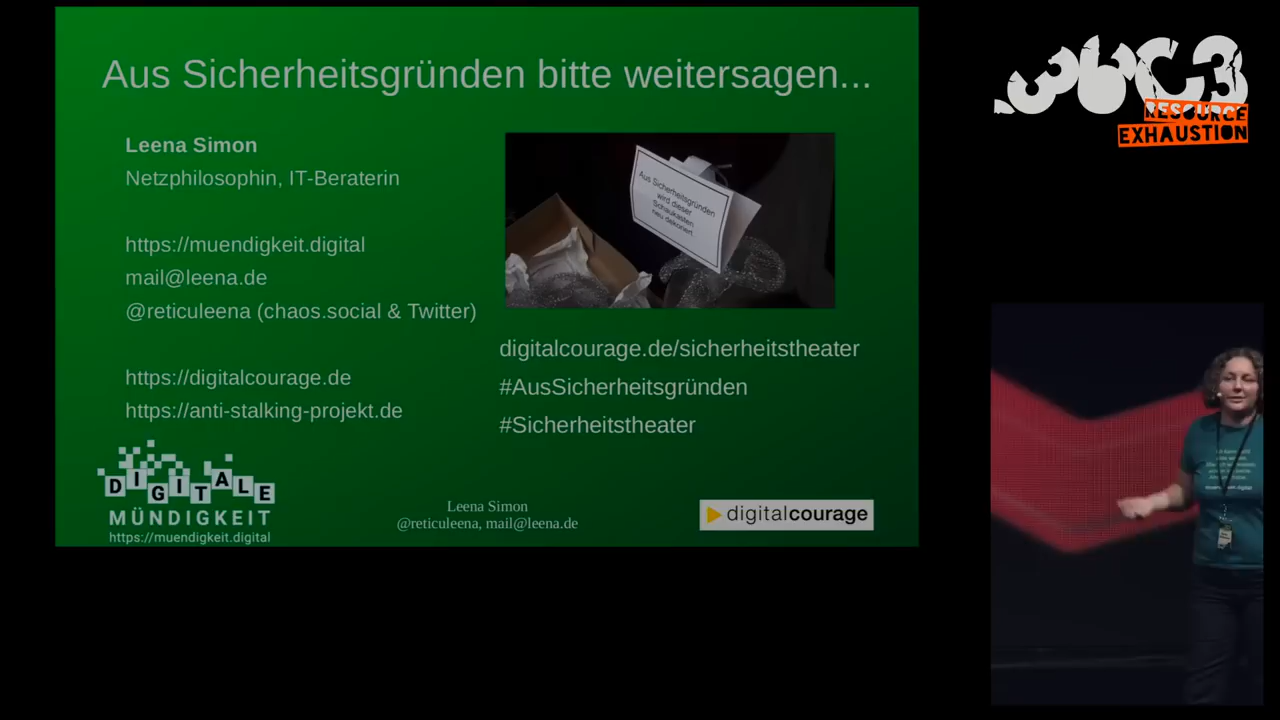 Aus Sicherheitsgründen bitte weitersagen...
Leena Simon
Netzphilosophin, IT-Beraterin
https://muendigkeit.digital
mail@leena.de
@reticuleena (chaos.social & Twitter)
https://digitalcourage.de
https://anti-stalking-projekt.de
Aus Sicherheitsgründen
wird dieser
Schaukasten
neu dekoriert.
digitalcourage.de/sicherheitstheater
#AusSicherheitsgründen
#Sicherheitstheater
DIGITALE
MÜNDIGKEIT
https://muendigkeit.digital
Leena Simon
@reticuleena, mail@leena.de
digitalcourage
36C3
RESOURCE
EXHAUSTION